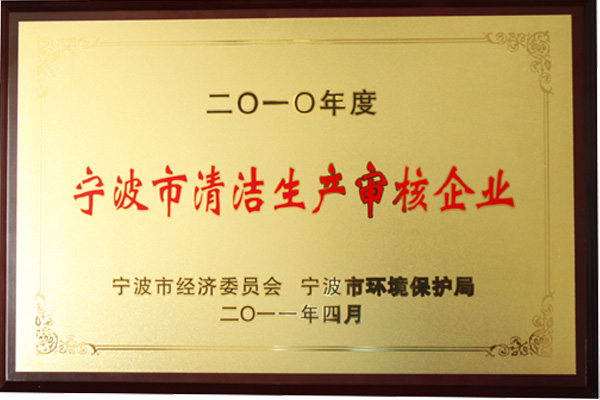 二〇一〇年度
宁波市清洁生产审核企业
宁波市经济委员会 宁波市环境保护局
二〇一一年四月